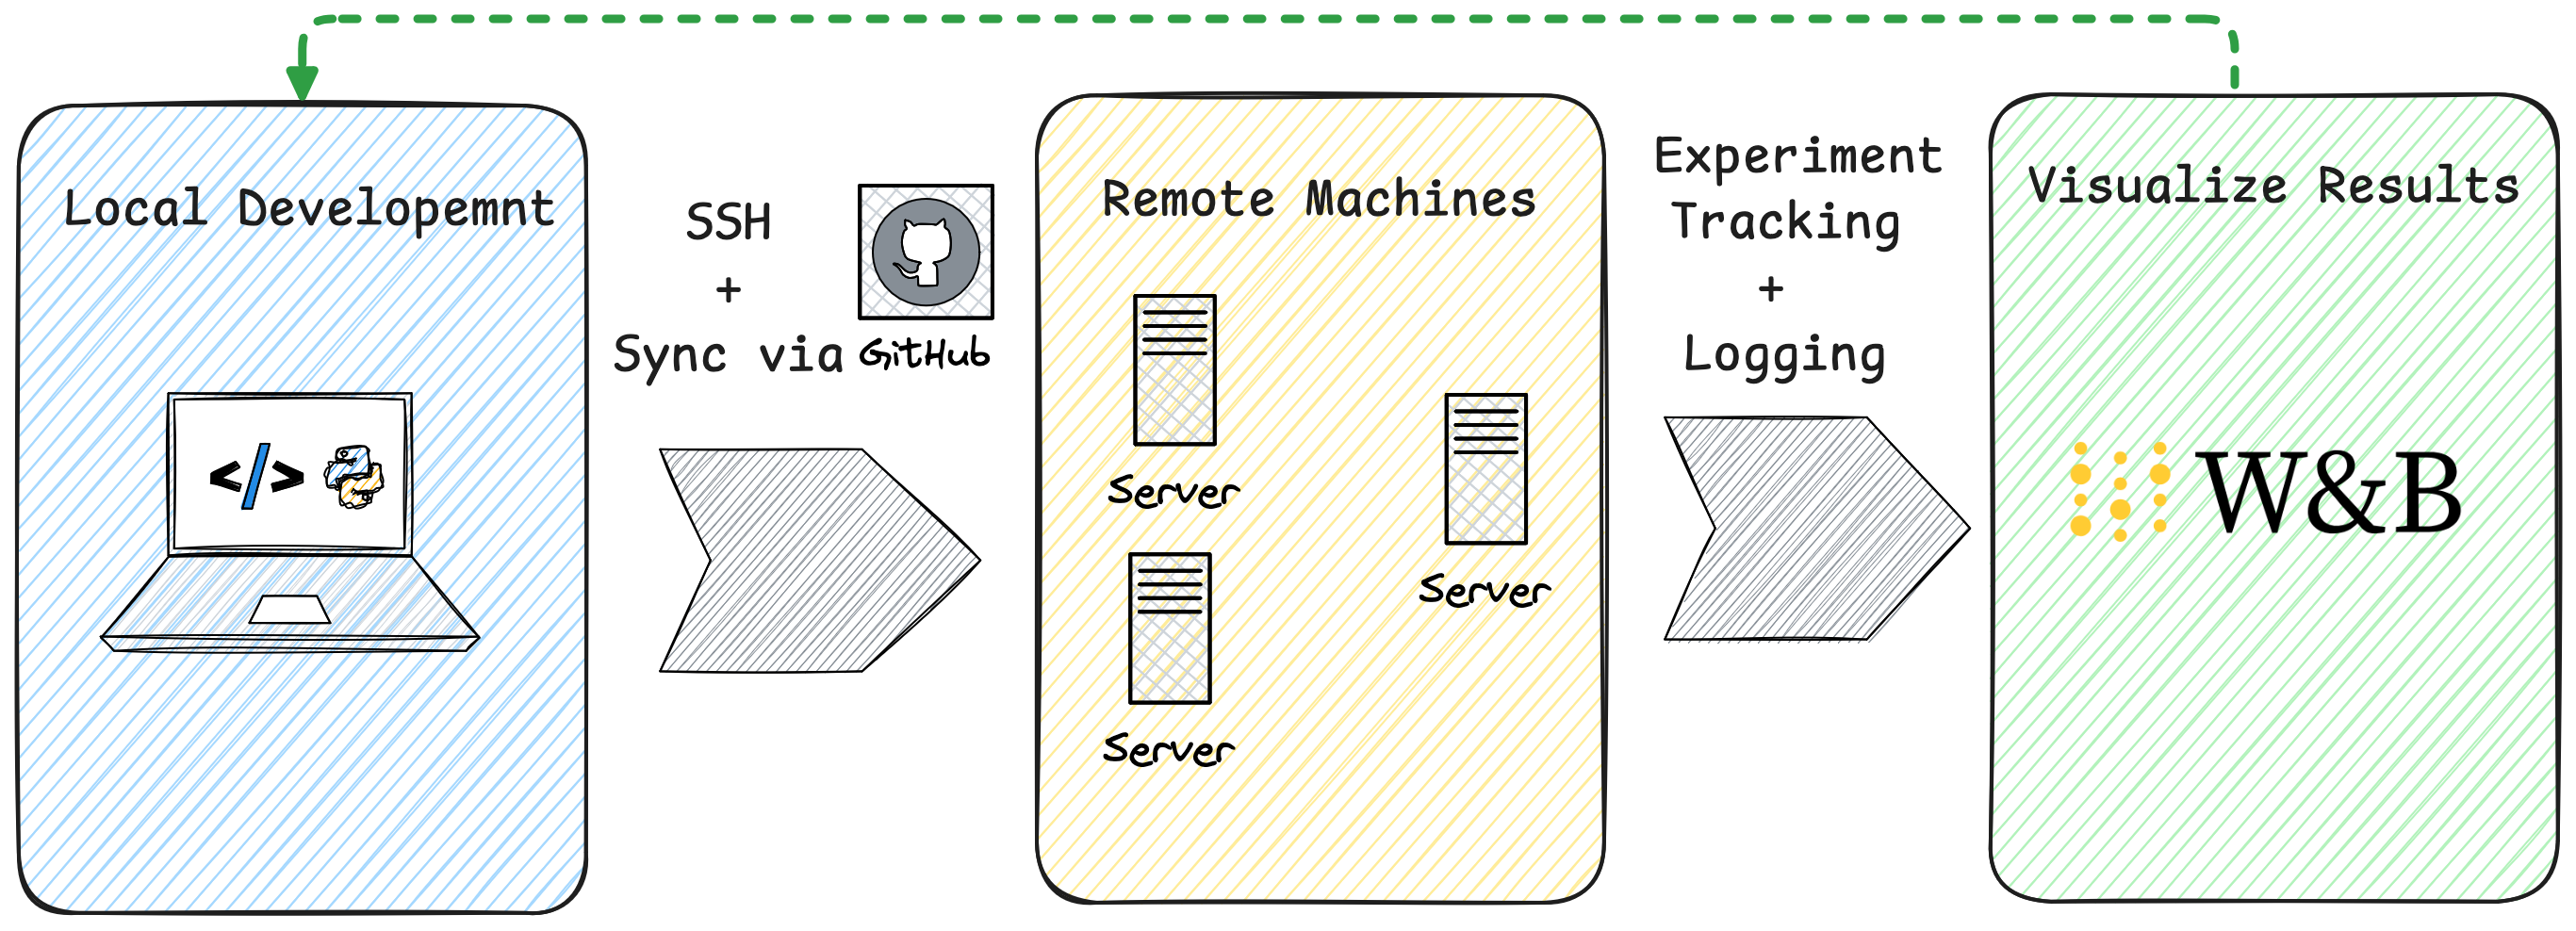 Local Developemnt
</>
SSH
+
Sync via GitHub
Remote Machines
Server
Server
Server
Experiment
Tracking
+
Logging
Visualize Results
W&B